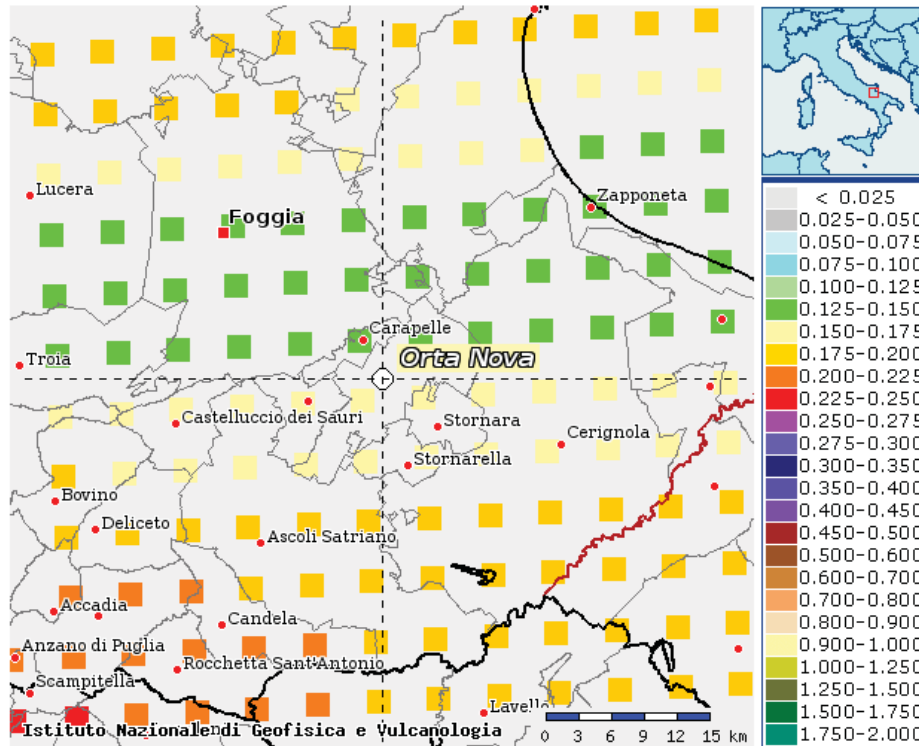 Lucera
Foggia
Zapponeta
Carapelle
Troia
Orta Nova
Castelluccio dei Sauri
Stornara
Cerignola
Stornarella
Bovino
Deliceto
Ascoli Satriano
Accadia
Candela
Anzano di Puglia
Rocchetta Sant'Antonio
Scampitella
Lavello
Istituto Nazionale di Geofisica e Vulcanologia
0 3 6 9 12 15 km
< 0.025
0.025-0.050
0.050-0.075
0.075-0.100
0.100-0.125
0.125-0.150
0.150-0.175
0.175-0.200
0.200-0.225
0.225-0.250
0.250-0.275
0.275-0.300
0.300-0.350
0.350-0.400
0.400-0.450
0.450-0.500
0.500-0.600
0.600-0.700
0.700-0.800
0.800-0.900
0.900-1.000
1.000-1.250
1.250-1.500
1.500-1.750
1.750-2.000